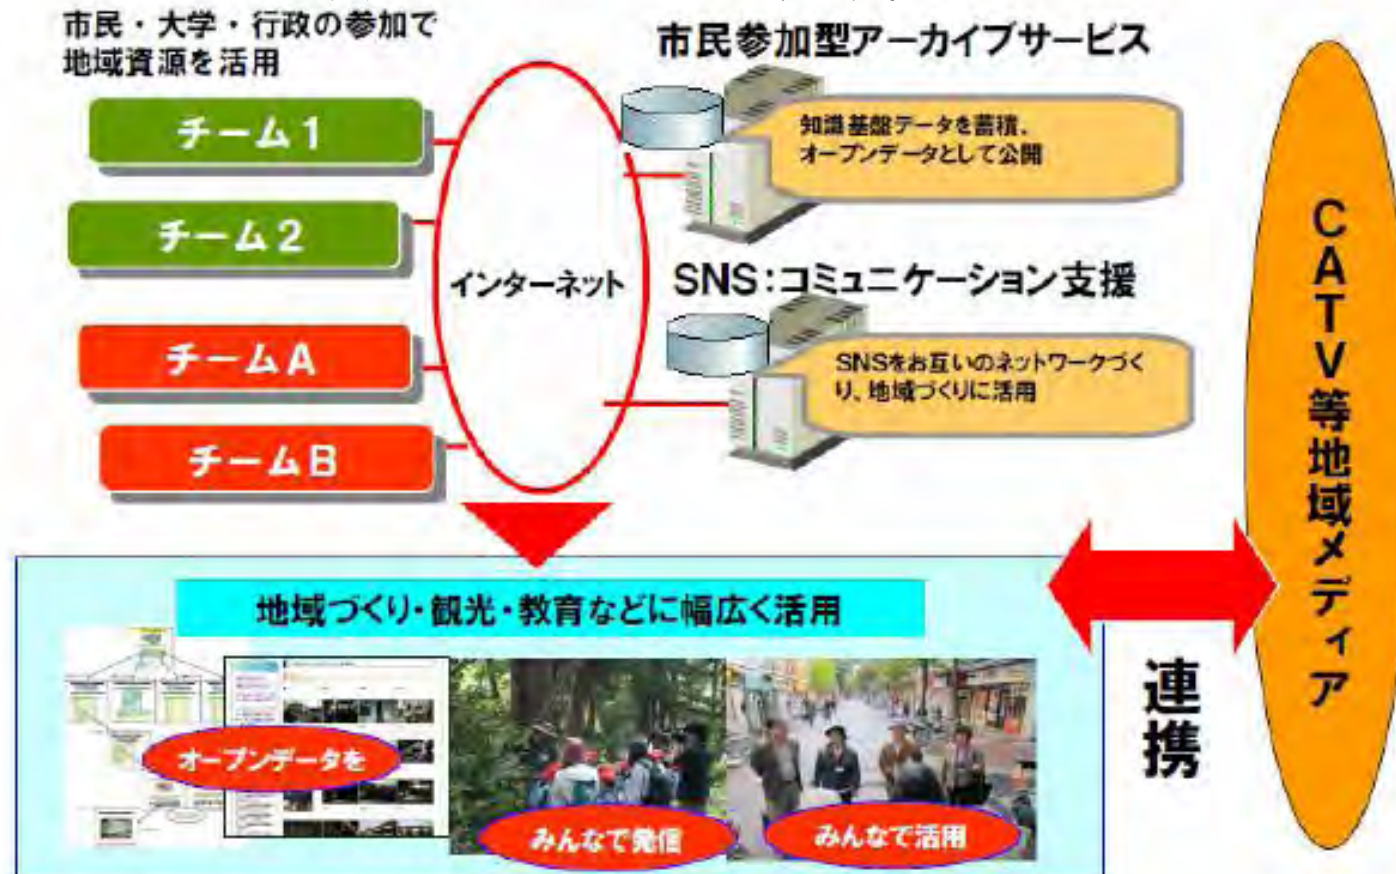 市民・大学・行政の参加で
地域資源を活用
チーム1
チーム2
チームA
チームB
インターネット
市民参加型アーカイブサービス
知識基盤データを蓄積、
オープンデータとして公開
SNS:コミュニケーション支援
SNSをお互いのネットワークづく
り、地域づくりに活用
CATV等地域メディア
連携
地域づくり・観光・教育などに幅広く活用
オープンデータを
みんなで発信
みんなで活用